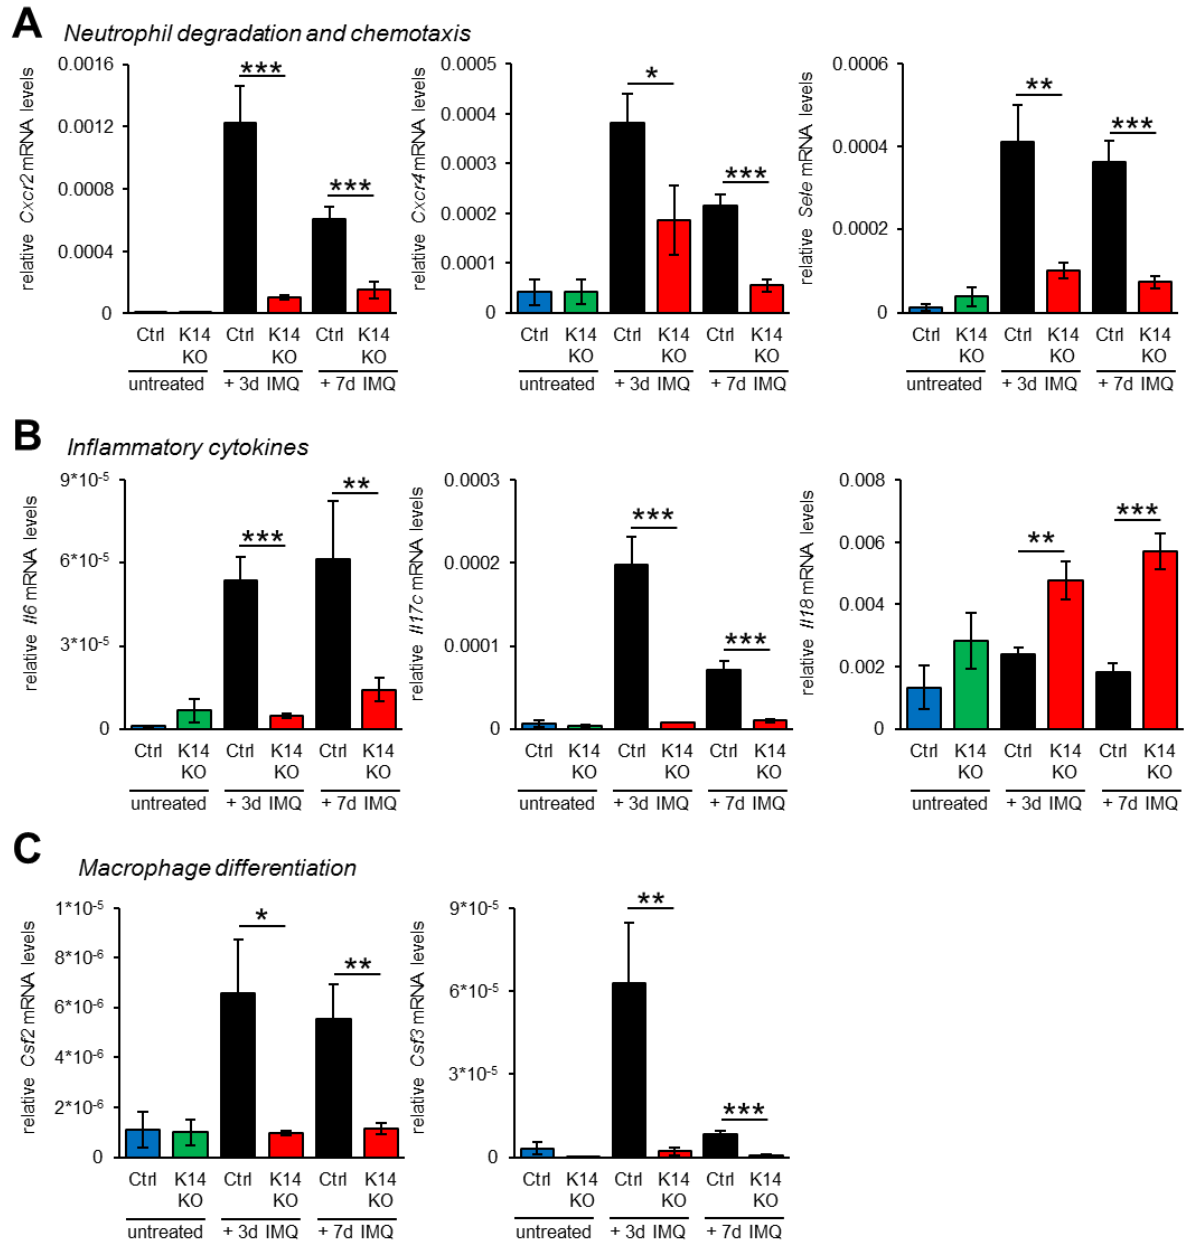 A
Neutrophil degradation and chemotaxis
relative Cxcr2 mRNA levels
0.0016
0.0012
0.0008
0.0004
0
***
***
Ctrl K14 KO Ctrl K14 KO Ctrl K14 KO
untreated + 3d IMQ + 7d IMQ
relative Cxcr4 mRNA levels
0.0005
0.0004
0.0003
0.0002
0.0001
0
*
***
Ctrl K14 KO Ctrl K14 KO Ctrl K14 KO
untreated + 3d IMQ + 7d IMQ
relative Sele mRNA levels
0.0006
0.0004
0.0002
0
**
***
Ctrl K14 KO Ctrl K14 KO Ctrl K14 KO
untreated + 3d IMQ + 7d IMQ
B
Inflammatory cytokines
relative Il6 mRNA levels
9*10⁻⁵
6*10⁻⁵
3*10⁻⁵
0
***
**
Ctrl K14 KO Ctrl K14 KO Ctrl K14 KO
untreated + 3d IMQ + 7d IMQ
relative Il17c mRNA levels
0.0003
0.0002
0.0001
0
***
***
Ctrl K14 KO Ctrl K14 KO Ctrl K14 KO
untreated + 3d IMQ + 7d IMQ
relative Il18 mRNA levels
0.008
0.006
0.004
0.002
0
**
***
Ctrl K14 KO Ctrl K14 KO Ctrl K14 KO
untreated + 3d IMQ + 7d IMQ
C
Macrophage differentiation
relative Csf2 mRNA levels
1*10⁻⁵
8*10⁻⁶
6*10⁻⁶
4*10⁻⁶
2*10⁻⁶
0
*
**
Ctrl K14 KO Ctrl K14 KO Ctrl K14 KO
untreated + 3d IMQ + 7d IMQ
relative Csf3 mRNA levels
9*10⁻⁵
6*10⁻⁵
3*10⁻⁵
0
**
***
Ctrl K14 KO Ctrl K14 KO Ctrl K14 KO
untreated + 3d IMQ + 7d IMQ